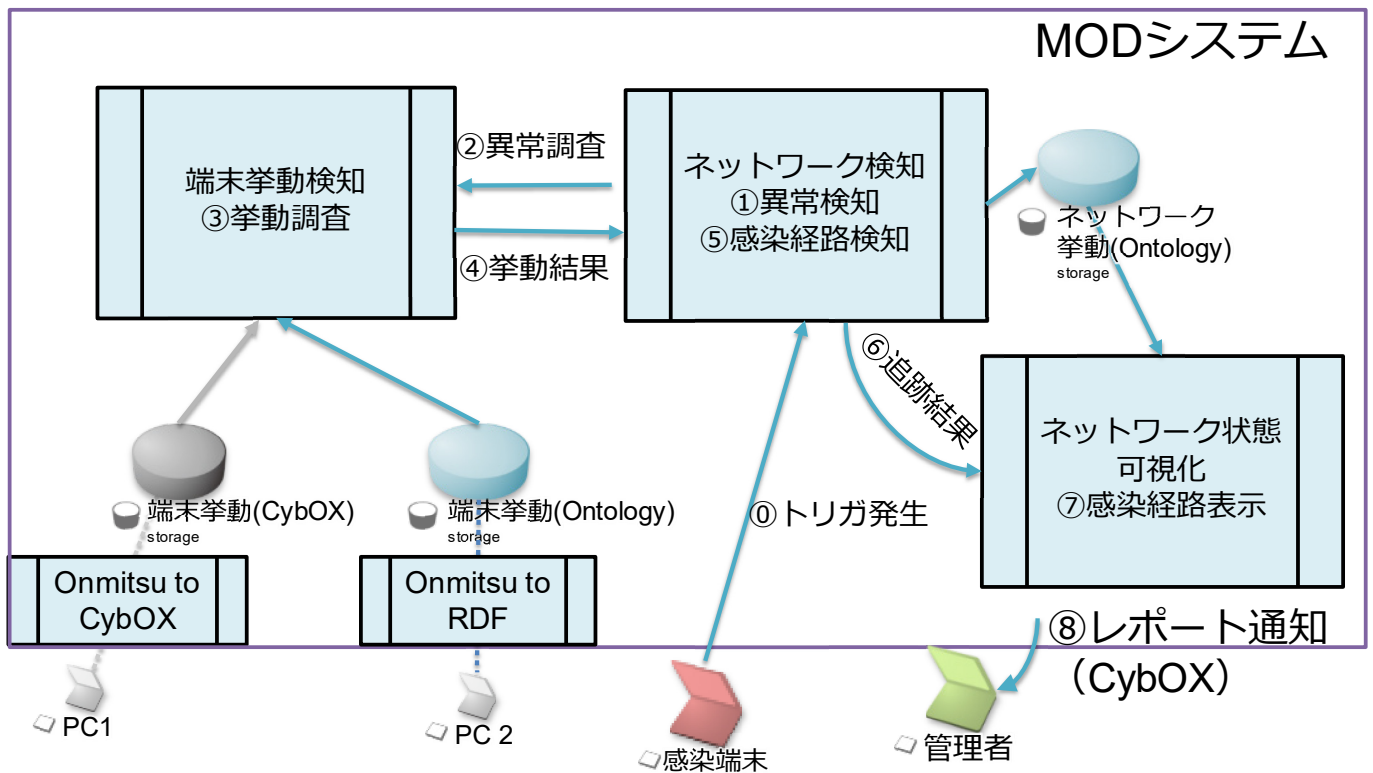 MODシステム
②異常調査
端末挙動検知
③挙動調査
④挙動結果
ネットワーク検知
①異常検知
⑤感染経路検知
ネットワーク
挙動(Ontology)
storage
⑥追跡結果
ネットワーク状態
可視化
⑦感染経路表示
端末挙動(CybOX)
storage
端末挙動(Ontology)
storage
⓪トリガ発生
Onmitsu to
CybOX
Onmitsu to
RDF
⑧レポート通知
（CybOX）
PC1
PC 2
感染端末
管理者